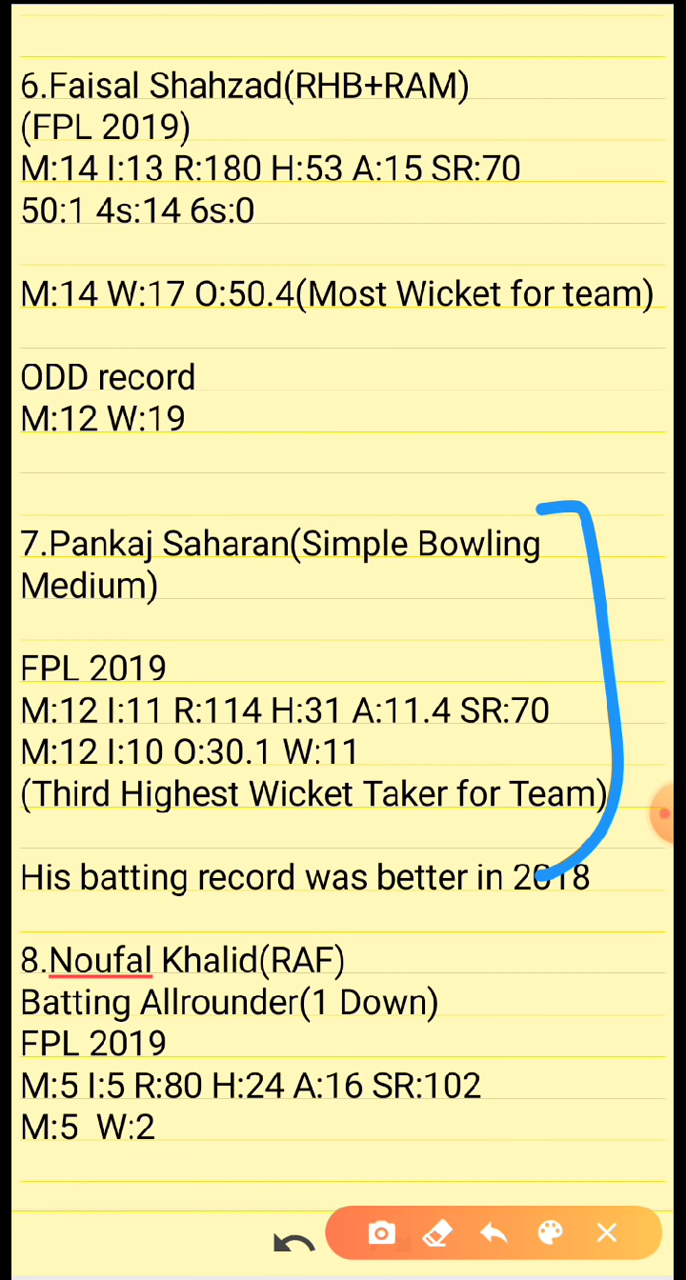 6.Faisal Shahzad(RHB+RAM)
(FPL 2019)
M:14 I:13 R:180 H:53 A:15 SR:70
50:1 4s:14 6s:0
M:14 W:17 O:50.4(Most Wicket for team)
ODD record
M:12 W:19
7.Pankaj Saharan(Simple Bowling
Medium)
FPL 2019
M:12 I:11 R:114 H:31 A:11.4 SR:70
M:12 I:10 O:30.1 W:11
(Third Highest Wicket Taker for Team)
His batting record was better in 2018
8.Noufal Khalid(RAF)
Batting Allrounder(1 Down)
FPL 2019
M:5 I:5 R:80 H:24 A:16 SR:102
M:5  W:2